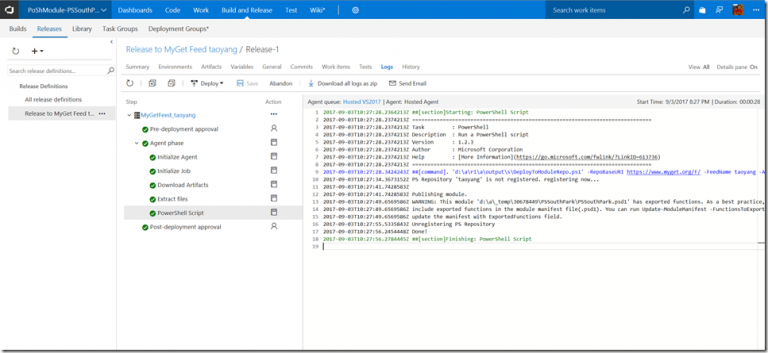 PoShModule-PSSouthP...
Dashboards Code Work Build and Release Test Wiki*
Search work items
Builds Releases Library Task Groups Deployment Groups*
Release to MyGet Feed taoyang / Release-1
Summary Environments Artifacts Variables General Commits Work items Tests Logs History
View All Details pane On
Search release definitions...
Deploy Save Abandon Download all logs as zip Send Email
Release Definitions
All release definitions
Release to MyGet Feed t...
Step Action
MyGetFeed_taoyang
Pre-deployment approval
Agent phase
Initialize Agent
Initialize Job
Download Artifacts
Extract files
PowerShell Script
Post-deployment approval
Agent queue: Hosted VS2017 | Agent: Hosted Agent
Start Time: 9/3/2017 8:27 PM Duration: 00:00:28
1 2017-09-03T10:27:28.2364213Z ##[section]Starting: PowerShell Script
2 2017-09-03T10:27:28.2374213Z ==============================================================================
3 2017-09-03T10:27:28.2374213Z Task : PowerShell
4 2017-09-03T10:27:28.2374213Z Description : Run a PowerShell script
5 2017-09-03T10:27:28.2374213Z Version : 1.2.3
6 2017-09-03T10:27:28.2374213Z Author : Microsoft Corporation
7 2017-09-03T10:27:28.2374213Z Help : [More Information](https://go.microsoft.com/fwlink/?LinkID=613736)
8 2017-09-03T10:27:28.2374213Z ==============================================================================
9 2017-09-03T10:27:28.3424243Z ##[command]. 'd:\a\r1\a\output\s\DeployToModuleRepo.ps1' -RepoBaseURI https://www.myget.org/F/ -FeedName taoyang -A
10 2017-09-03T10:27:34.3673155Z PS Repository 'taoyang' is not registered. registering now...
11 2017-09-03T10:27:41.7428503Z
12 2017-09-03T10:27:41.7428503Z Publishing module.
13 2017-09-03T10:27:49.6569506Z WARNING: This module 'd:\a\_temp\30678449\PSSouthPark\PSSouthPark.psd1' has exported functions. As a best practice,
14 2017-09-03T10:27:49.6569506Z include exported functions in the module manifest file(.psd1). You can run Update-ModuleManifest -FunctionsToExport
15 2017-09-03T10:27:49.6569506Z update the manifest with ExportedFunctions field.
16 2017-09-03T10:27:55.5335843Z Unregistering PS Repository
17 2017-09-03T10:27:56.2454448Z Done!
18 2017-09-03T10:27:56.2784445Z ##[section]Finishing: PowerShell Script
19